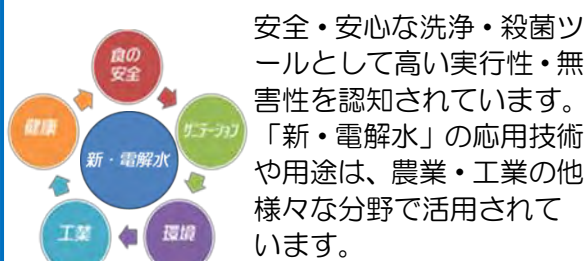 食の
安全
サニテーション
環境
工業
健康
新・電解水
安全・安心な洗浄・殺菌ツ
ールとして高い実行性・無
害性を認知されています。
「新・電解水」の応用技術
や用途は、農業・工業の他
様々な分野で活用されて
います。